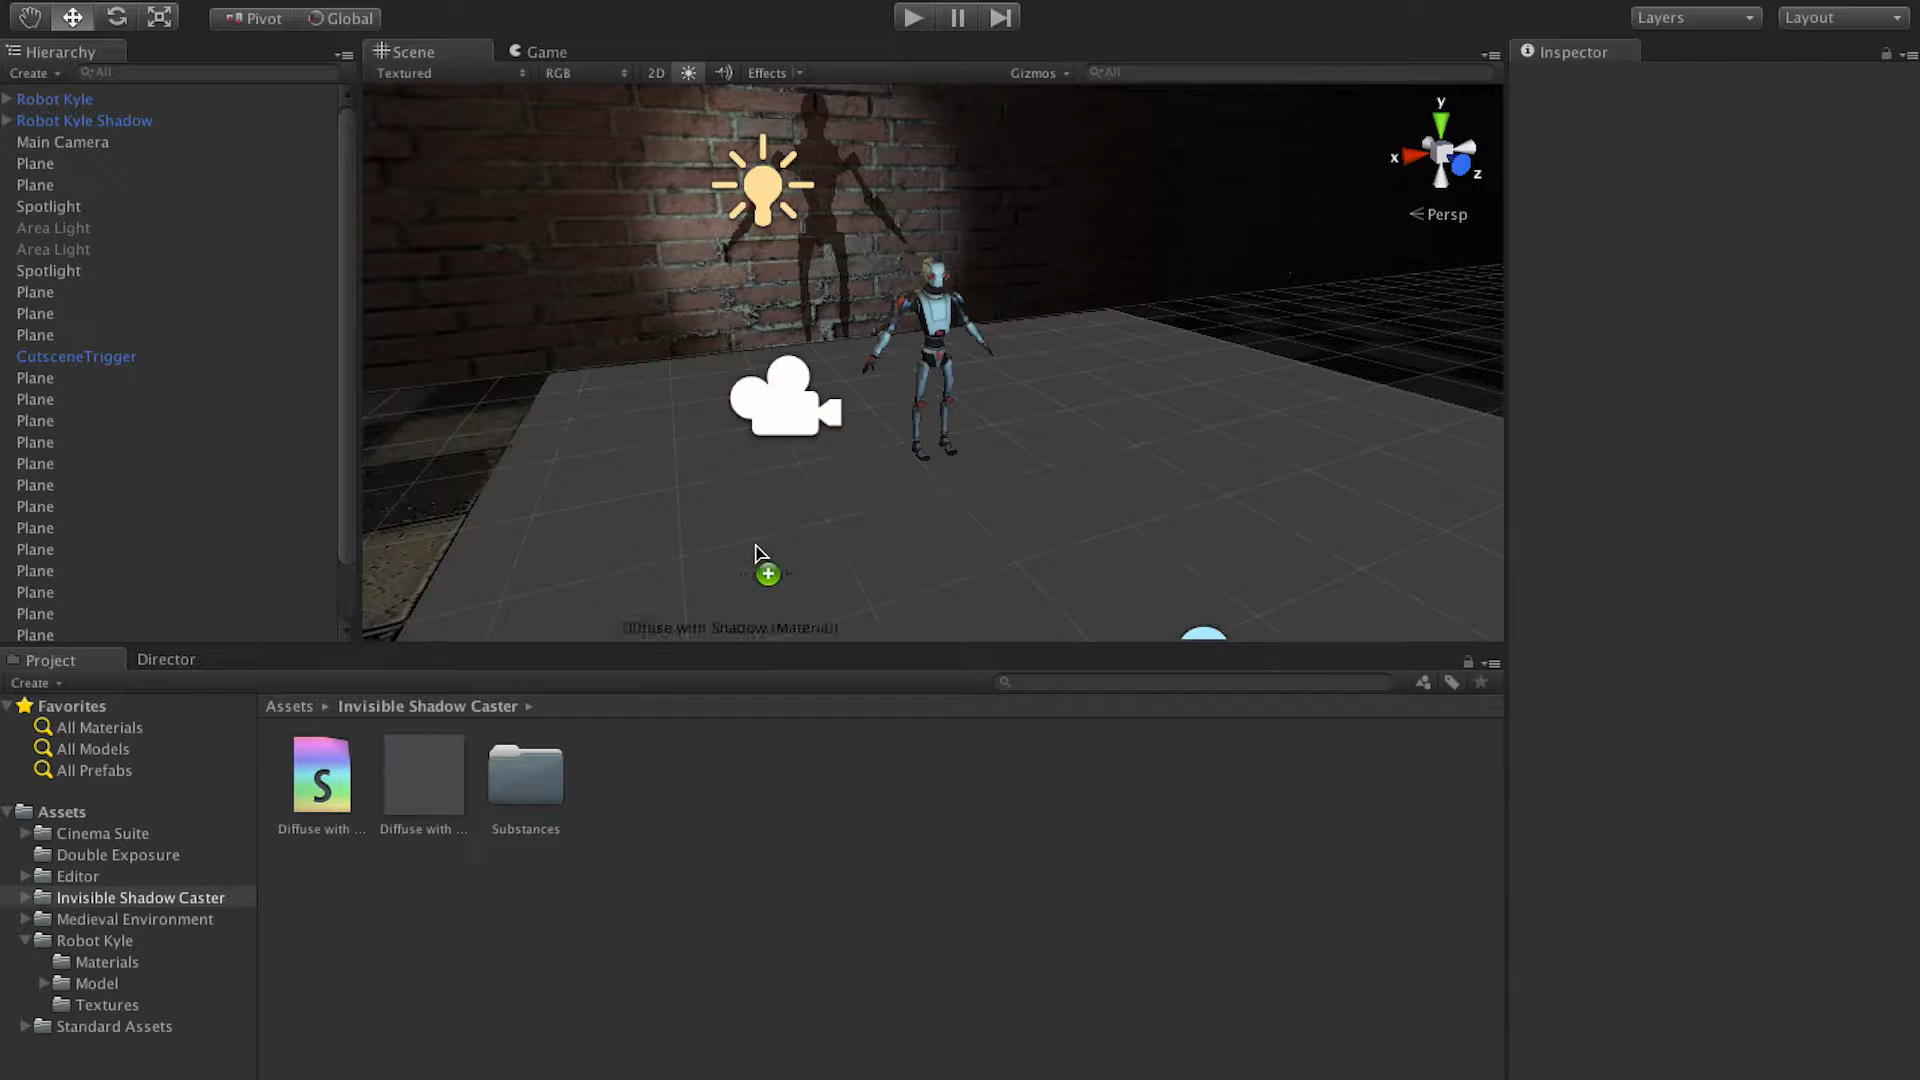 Pivot Global Layers Layout
Hierarchy Scene Game Inspector
Create All Textured RGB 2D Effects Gizmos All
Robot Kyle
Robot Kyle Shadow
Main Camera
Plane
Plane
Spotlight
Area Light
Area Light
Spotlight
Plane
Plane
Plane
CutsceneTrigger
Plane
Plane
Plane
Plane
Plane
Plane
Plane
Plane
Plane
Plane
Plane
Plane
Plane
y
x
z
Persp
Diffuse with Shadow (Material)
Project Director
Create
Favorites
All Materials
All Models
All Prefabs
Assets
Cinema Suite
Double Exposure
Editor
Invisible Shadow Caster
Medieval Environment
Robot Kyle
Materials
Model
Textures
Standard Assets
Assets Invisible Shadow Caster
S
Diffuse with ... Diffuse with ... Substances